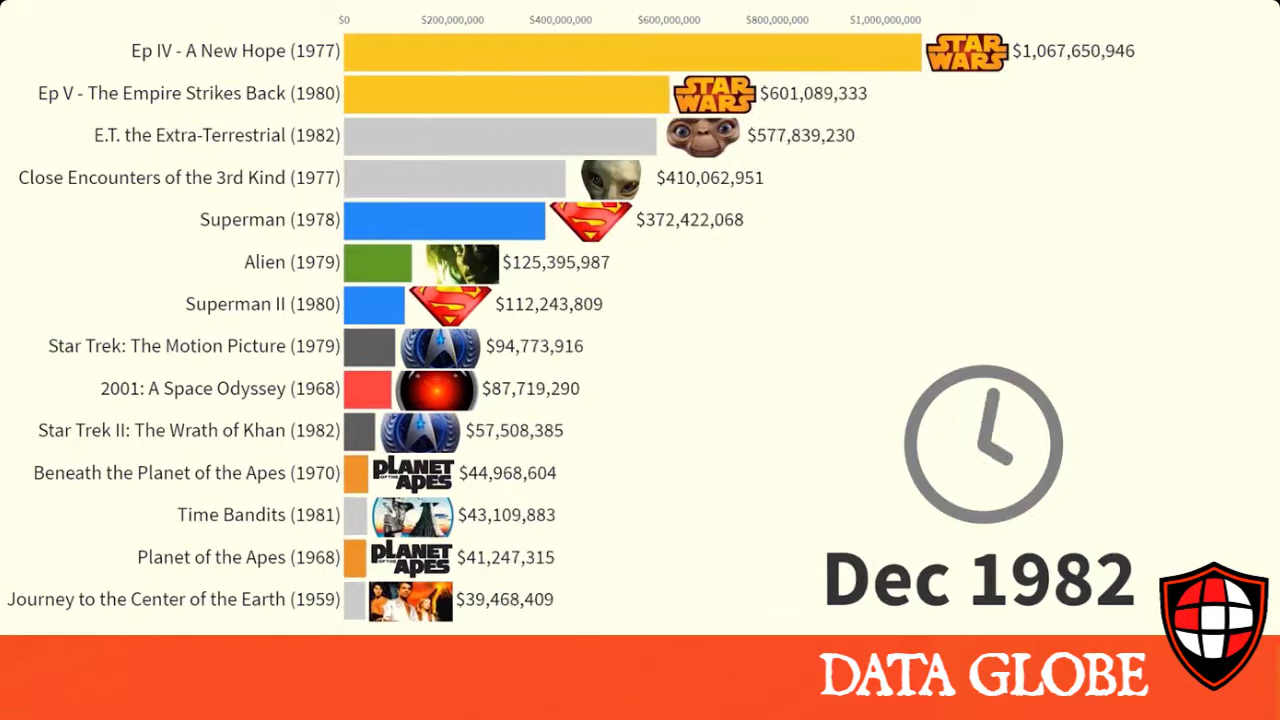 $0 $200,000,000 $400,000,000 $600,000,000 $800,000,000 $1,000,000,000
Ep IV - A New Hope (1977) STAR WARS $1,067,650,946
Ep V - The Empire Strikes Back (1980) STAR WARS $601,089,333
E.T. the Extra-Terrestrial (1982) $577,839,230
Close Encounters of the 3rd Kind (1977) $410,062,951
Superman (1978) $372,422,068
Alien (1979) $125,395,987
Superman II (1980) $112,243,809
Star Trek: The Motion Picture (1979) $94,773,916
2001: A Space Odyssey (1968) $87,719,290
Star Trek II: The Wrath of Khan (1982) $57,508,385
Beneath the Planet of the Apes (1970) PLANET OF THE APES $44,968,604
Time Bandits (1981) $43,109,883
Planet of the Apes (1968) PLANET OF THE APES $41,247,315
Journey to the Center of the Earth (1959) $39,468,409
Dec 1982
DATA GLOBE